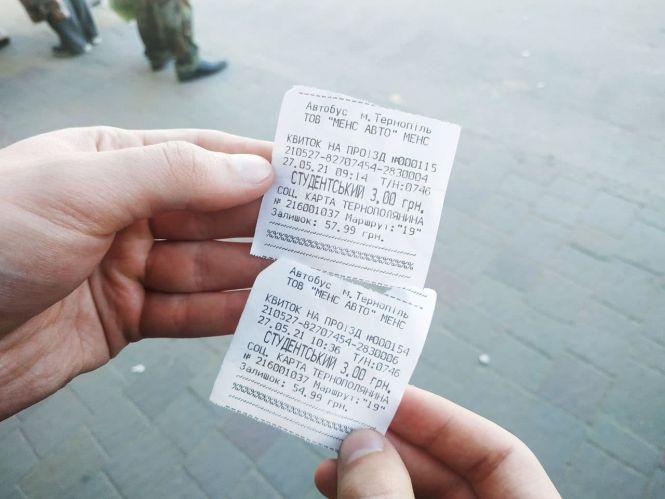 Автобус м.Тернопіль
ТОВ "МЕНС АВТО" МЕНС
КВИТОК НА ПРОЇЗД №000115
210527-82707454-2830004
27.05.21 09:14 Т/Н:0746
СТУДЕНТСЬКИЙ 3.00 грн.
СОЦ. КАРТА ТЕРНОПОЛЯНИНА
№ 216001037 Маршрут:"19"
Залишок: 57.99 грн.
Автобус м.Тернопіль
ТОВ "МЕНС АВТО" МЕНС
КВИТОК НА ПРОЇЗД №000154
210527-82707454-2830006
27.05.21 10:36 Т/Н:0746
СТУДЕНТСЬКИЙ 3.00 грн.
СОЦ. КАРТА ТЕРНОПОЛЯНИНА
№ 216001037 Маршрут:"19"
Залишок: 54.99 грн.